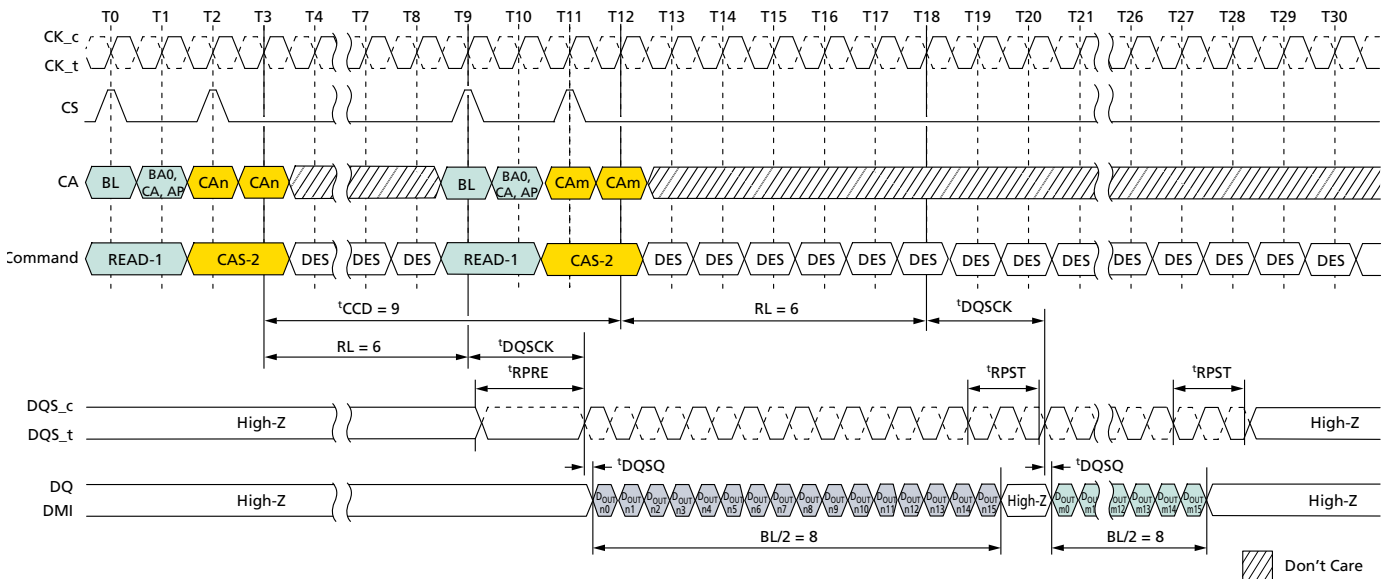 T0 T1 T2 T3 T4 T7 T8 T9 T10 T11 T12 T13 T14 T15 T16 T17 T18 T19 T20 T21 T26 T27 T28 T29 T30
CK_c
CK_t
CS
CA BL BA0, CA, AP CAn CAn BL BA0, CA, AP CAm CAm
Command READ-1 CAS-2 DES DES DES READ-1 CAS-2 DES DES DES DES DES DES DES DES DES DES DES DES DES DES
tCCD = 9 RL = 6 tDQSCK
RL = 6 tDQSCK
tRPRE tRPST tRPST
DQS_c
DQS_t
High-Z High-Z
tDQSQ tDQSQ
DQ
DMI
High-Z DOUT n0 DOUT n1 DOUT n2 DOUT n3 DOUT n4 DOUT n5 DOUT n6 DOUT n7 DOUT n8 DOUT n9 DOUT n10 DOUT n11 DOUT n12 DOUT n13 DOUT n14 DOUT n15 High-Z DOUT m0 DOUT m1 DOUT m12 DOUT m13 DOUT m14 DOUT m15 High-Z
BL/2 = 8 BL/2 = 8
Don't Care